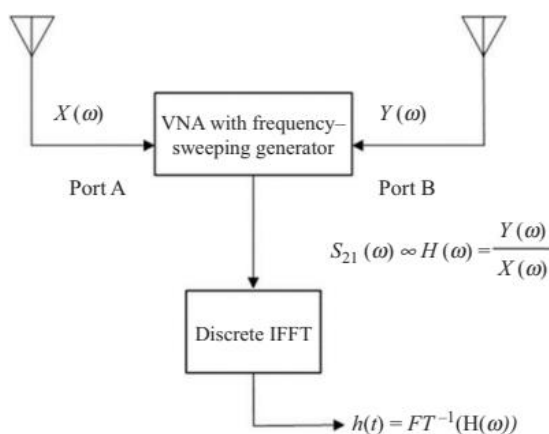 X(ω)
Y(ω)
VNA with frequency–
sweeping generator
Port A
Port B
S₂₁(ω) ∞ H(ω) = Y(ω)/X(ω)
Discrete IFFT
h(t) = FT⁻¹(H(ω))